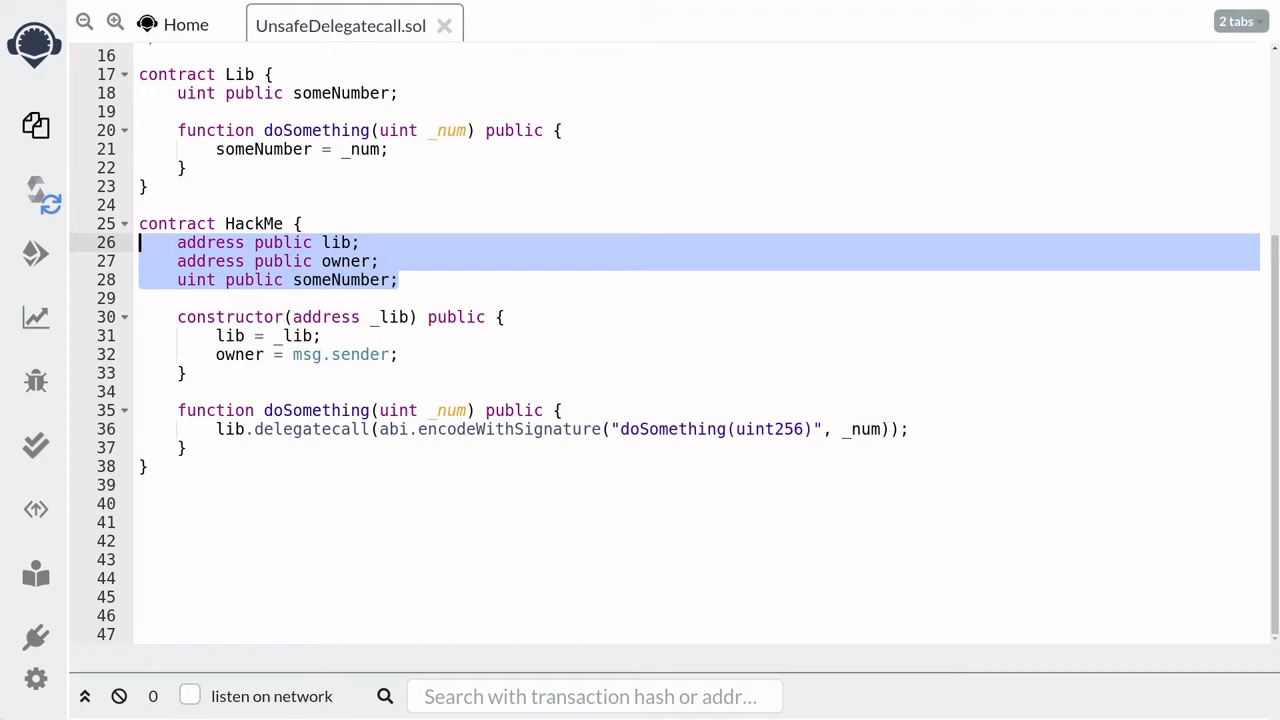 Home
UnsafeDelegatecall.sol
2 tabs
16
17 contract Lib {
18 uint public someNumber;
19
20 function doSomething(uint _num) public {
21 someNumber = _num;
22 }
23 }
24
25 contract HackMe {
26 address public lib;
27 address public owner;
28 uint public someNumber;
29
30 constructor(address _lib) public {
31 lib = _lib;
32 owner = msg.sender;
33 }
34
35 function doSomething(uint _num) public {
36 lib.delegatecall(abi.encodeWithSignature("doSomething(uint256)", _num));
37 }
38 }
39
40
41
42
43
44
45
46
47
0 listen on network Search with transaction hash or addr...